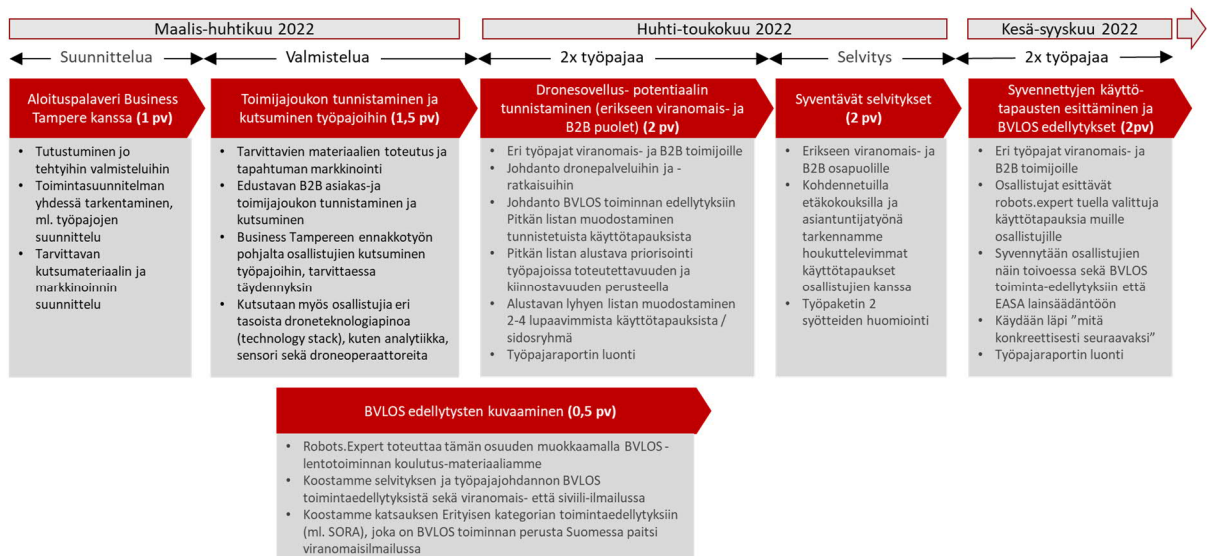 Maalis-huhtikuu 2022
Huhti-toukokuu 2022
Kesä-syyskuu 2022
Suunnittelua
Valmistelua
2x työpajaa
Selvitys
2x työpajaa
Aloituspalaveri Business
Tampere kanssa (1 pv)
• Tutustuminen jo
tehtyihin valmisteluihin
• Toimintasuunnitelman
yhdessä tarkentaminen,
ml. työpajojen
suunnittelu
• Tarvittavan
kutsumateriaalin ja
markkinoinnin
suunnittelu
Toimijajoukon tunnistaminen ja
kutsuminen työpajoihin (1,5 pv)
• Tarvittavien materiaalien toteutus ja
tapahtuman markkinointi
• Edustavan B2B asiakas-ja
toimijajoukon tunnistaminen ja
kutsuminen
• Business Tampereen ennakkotyön
pohjalta osallistujien kutsuminen
työpajoihin, tarvittaessa
täydennyksin
• Kutsutaan myös osallistujia eri
tasoista droneteknologiapinoa
(technology stack), kuten analytiikka,
sensori sekä droneoperaattoreita
Dronesovellus- potentiaalin
tunnistaminen (erikseen viranomais- ja
B2B puolet) (2 pv)
• Eri työpajat viranomais- ja B2B toimijoille
• Johdanto dronepalveluihin ja -
ratkaisuihin
• Johdanto BVLOS toiminnan edellytyksiin
Pitkän listan muodostaminen
tunnistetuista käyttötapauksista
• Pitkän listan alustava priorisointi
työpajoissa toteutettavuuden ja
kiinnostavuuden perusteella
• Alustavan lyhyen listan muodostaminen
2-4 lupaavimmista käyttötapauksista /
sidosryhmä
• Työpajaraportin luonti
Syventävät selvitykset
(2 pv)
• Erikseen viranomais- ja
B2B osapuolille
• Kohdennetuilla
etäkokouksilla ja
asiantuntijatyönä
tarkennamme
houkuttelevimmat
käyttötapaukset
osallistujien kanssa
• Työpaketin 2
syötteiden huomiointi
Syvennettyjen käyttö-
tapausten esittäminen ja
BVLOS edellytykset (2pv)
• Eri työpajat viranomais- ja
B2B toimijoille
• Osallistujat esittävät
robots.expert tuella valittuja
käyttötapauksia muille
osallistujille
• Syvennytään osallistujien
näin toivoessa sekä BVLOS
toiminta-edellytyksiin että
EASA lainsäädäntöön
• Käydään läpi ”mitä
konkreettisesti seuraavaksi”
• Työpajaraportin luonti
BVLOS edellytysten kuvaaminen (0,5 pv)
• Robots.Expert toteuttaa tämän osuuden muokkaamalla BVLOS -
lentotoiminnan koulutus-materiaaliamme
• Koostamme selvityksen ja työpajajohdannon BVLOS
toimintaedellytyksistä sekä viranomais- että siviili-ilmailussa
• Koostamme katsauksen Erityisen kategorian toimintaedellytyksiin
(ml. SORA), joka on BVLOS toiminnan perusta Suomessa paitsi
viranomaisilmailussa